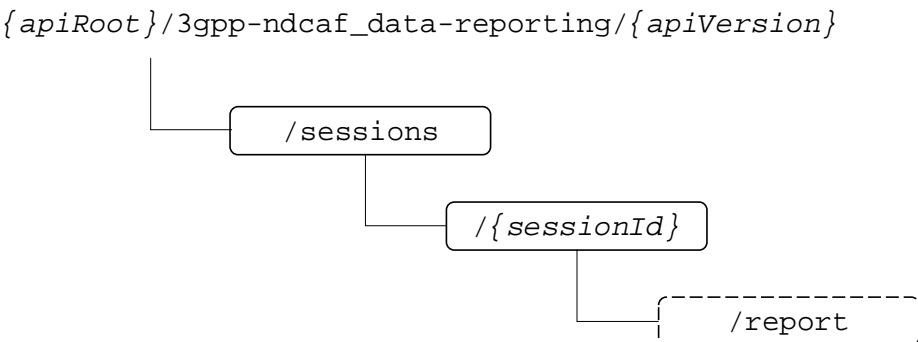 {apiRoot}/3gpp-ndcaf_data-reporting/{apiVersion}
/sessions
/{sessionId}
/report